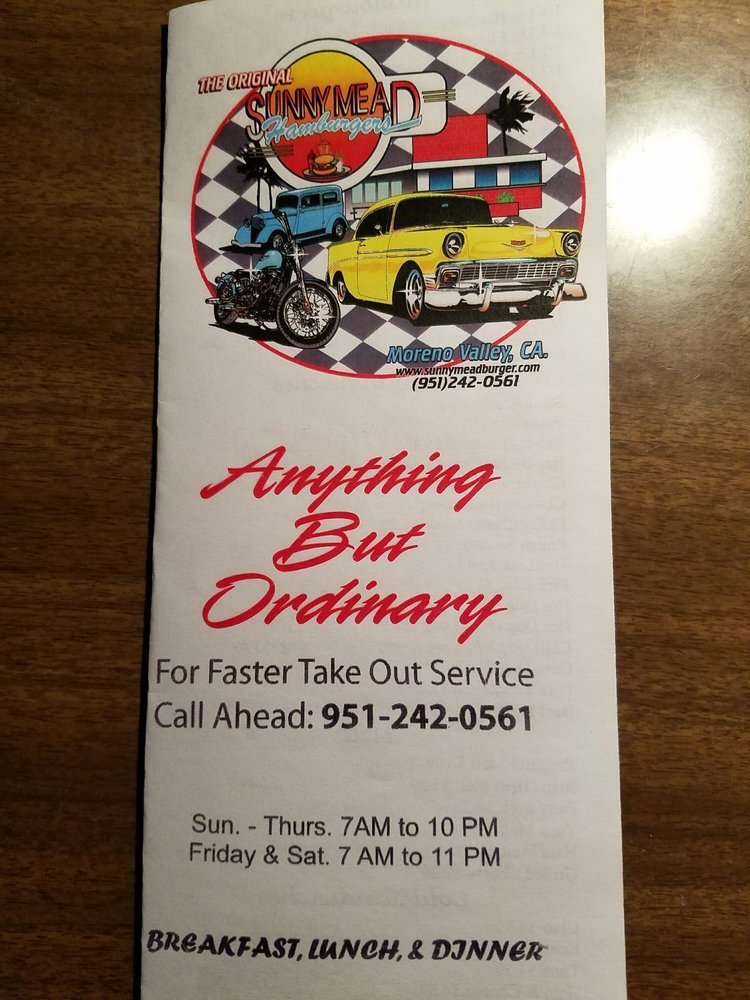 THE ORIGINAL
SUNNYMEAD
Hamburgers
Moreno Valley, CA.
www.sunnymeadburger.com
(951)242-0561
Anything
But
Ordinary
For Faster Take Out Service
Call Ahead: 951-242-0561
Sun. - Thurs. 7AM to 10 PM
Friday & Sat. 7 AM to 11 PM
BREAKFAST, LUNCH, & DINNER